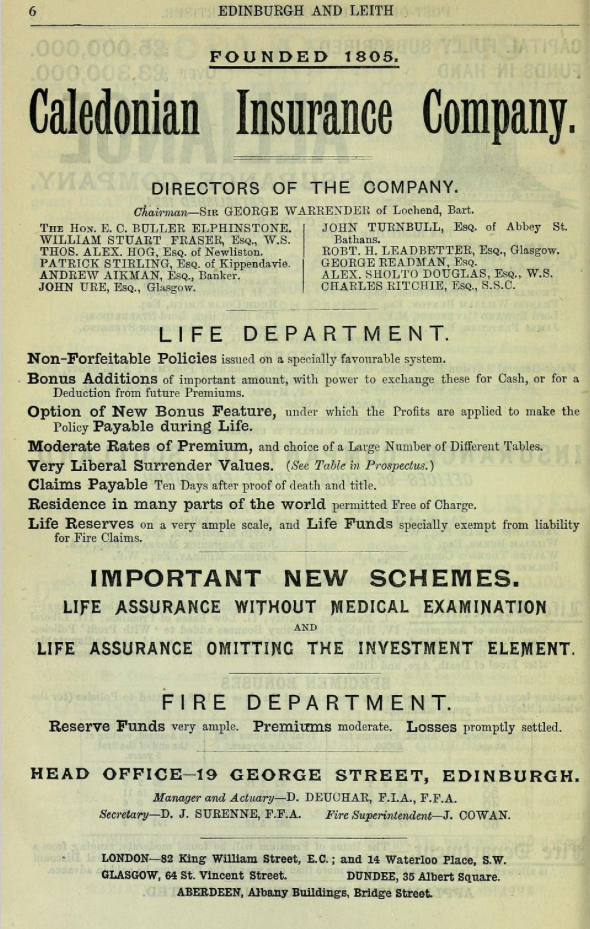 6 EDINBURGH AND LEITH
FOUNDED 1805.
Caledonian Insurance Company.
DIRECTORS OF THE COMPANY.
Chairman—SIR GEORGE WARRENDER of Lochend, Bart.
THE HON. E. C. BULLER ELPHINSTONE.
WILLIAM STUART FRASER, Esq., W.S.
THOS. ALEX. HOG, Esq. of Newliston.
PATRICK STIRLING, Esq. of Kippendavie.
ANDREW AIKMAN, Esq., Banker.
JOHN URE, Esq., Glasgow.
JOHN TURNBULL, Esq. of Abbey St.
Bathans.
ROBT. H. LEADBETTER, Esq., Glasgow.
GEORGE READMAN, Esq.
ALEX. SHOLTO DOUGLAS, Esq., W.S.
CHARLES RITCHIE, Esq., S.S.C.
LIFE DEPARTMENT.
Non-Forfeitable Policies issued on a specially favourable system.
Bonus Additions of important amount, with power to exchange these for Cash, or for a
Deduction from future Premiums.
Option of New Bonus Feature, under which the Profits are applied to make the
Policy Payable during Life.
Moderate Rates of Premium, and choice of a Large Number of Different Tables.
Very Liberal Surrender Values. (See Table in Prospectus.)
Claims Payable Ten Days after proof of death and title.
Residence in many parts of the world permitted Free of Charge.
Life Reserves on a very ample scale, and Life Funds specially exempt from liability
for Fire Claims.
IMPORTANT NEW SCHEMES.
LIFE ASSURANCE WITHOUT MEDICAL EXAMINATION
AND
LIFE ASSURANCE OMITTING THE INVESTMENT ELEMENT.
FIRE DEPARTMENT.
Reserve Funds very ample. Premiums moderate. Losses promptly settled.
HEAD OFFICE—19 GEORGE STREET, EDINBURGH.
Manager and Actuary—D. DEUCHAR, F.I.A., F.F.A.
Secretary—D. J. SURENNE, F.F.A. Fire Superintendent—J. COWAN.
LONDON—82 King William Street, E.C.; and 14 Waterloo Place, S.W.
GLASGOW, 64 St. Vincent Street. DUNDEE, 35 Albert Square.
ABERDEEN, Albany Buildings, Bridge Street.